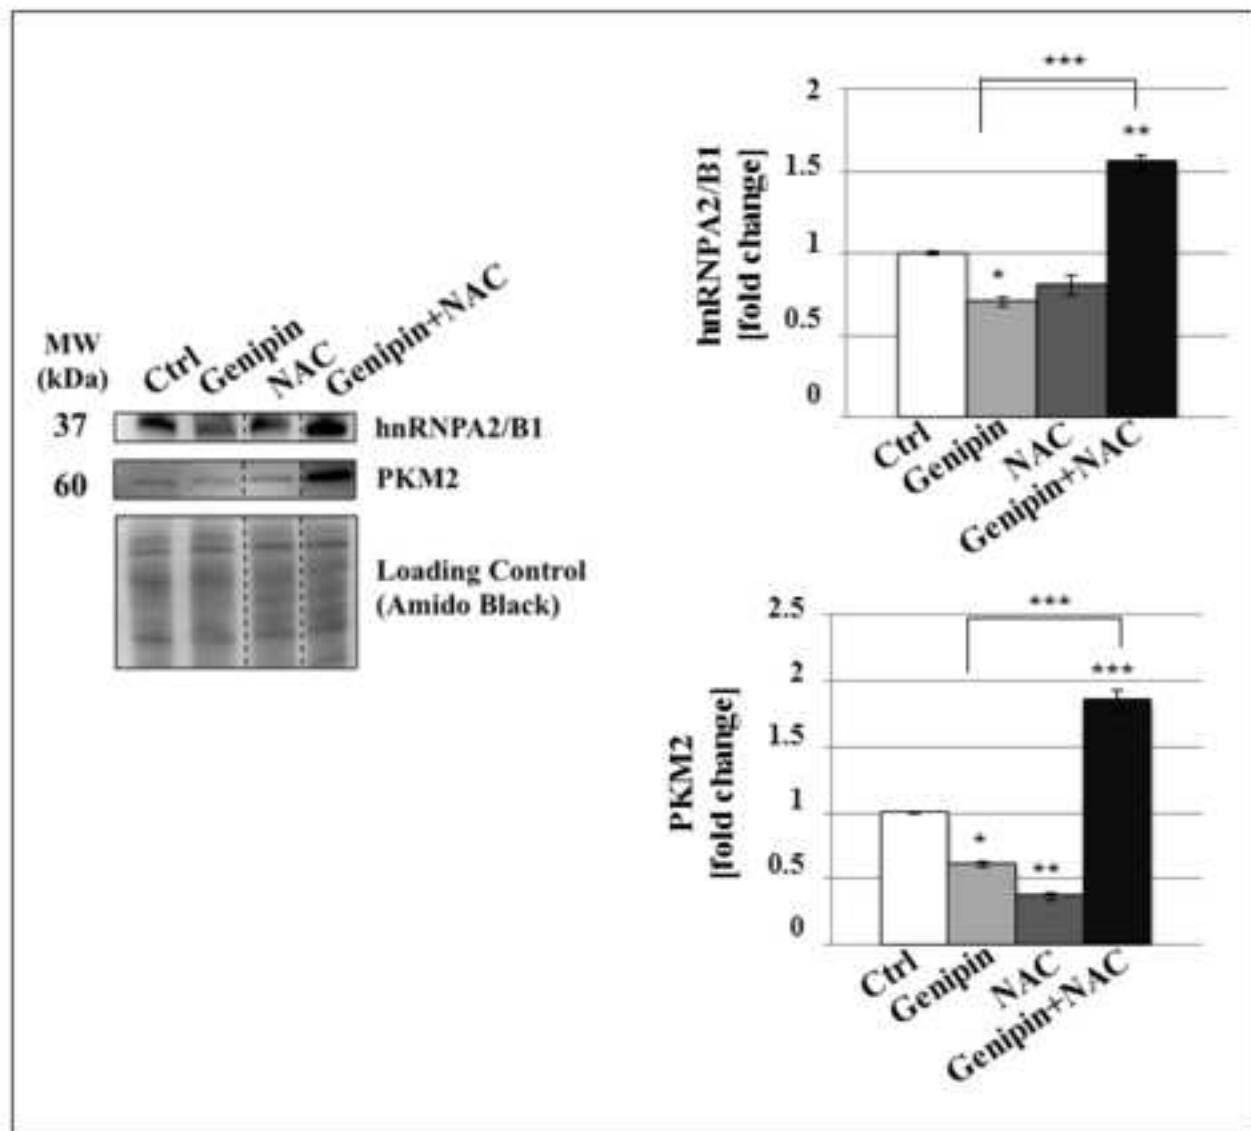 MW
(kDa)
Ctrl
Genipin
NAC
Genipin+NAC
37
hnRNPA2/B1
60
PKM2
Loading Control
(Amido Black)
***
2
**
1.5
1
*
0.5
0
hnRNPA2/B1
[fold change]
Ctrl
Genipin
NAC
Genipin+NAC
***
2.5
***
2
1.5
1
*
**
0.5
0
PKM2
[fold change]
Ctrl
Genipin
NAC
Genipin+NAC